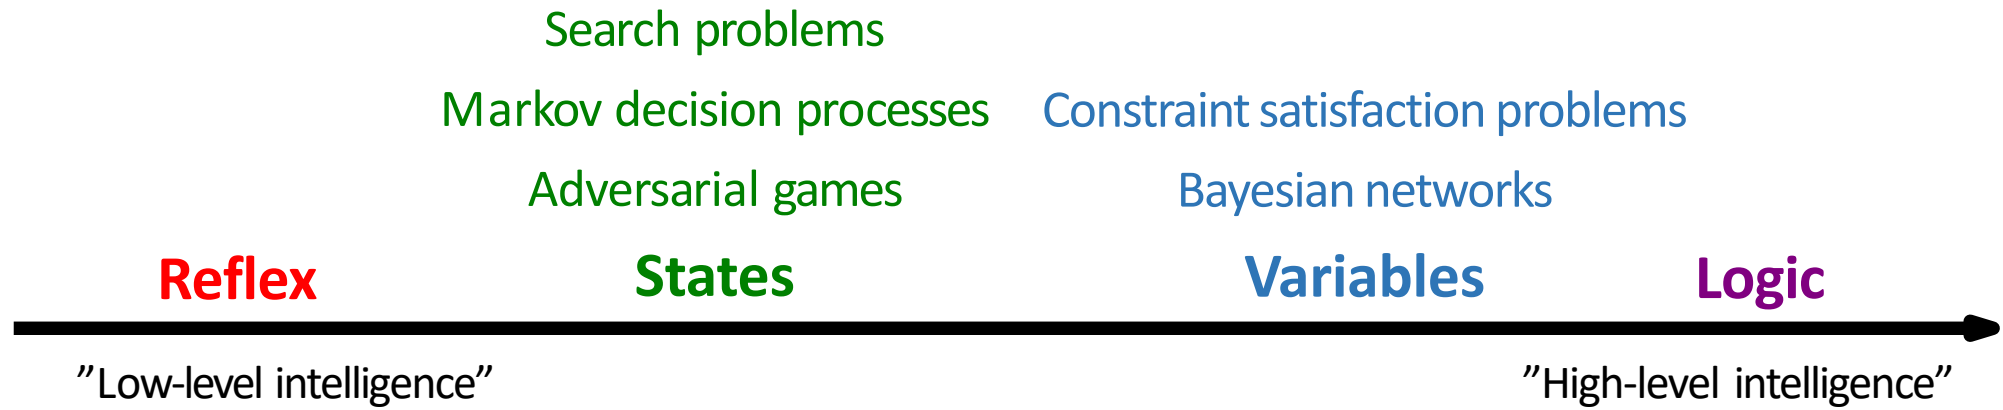 Search problems
Markov decision processes
Constraint satisfaction problems
Adversarial games
Bayesian networks
Reflex
States
Variables
Logic
”Low-level intelligence”
”High-level intelligence”